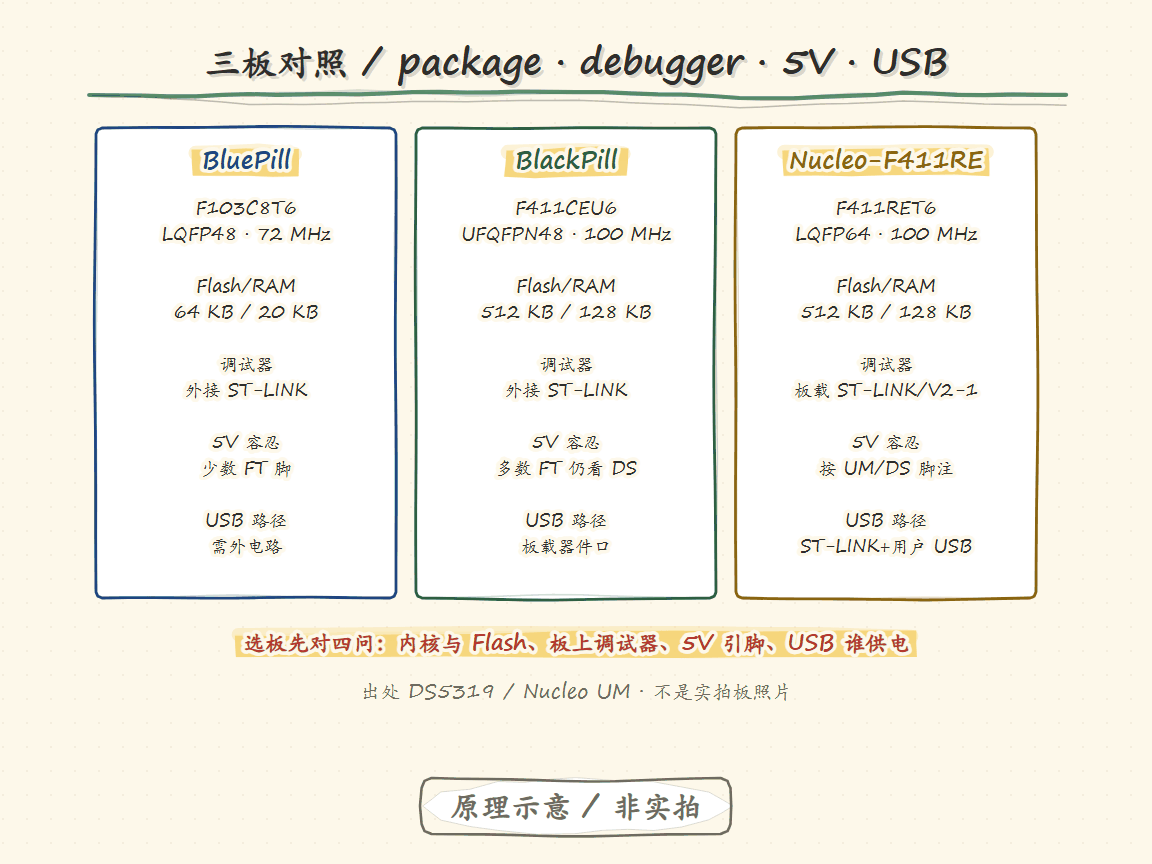 三板对照 / package · debugger · 5V · USB
BluePill
F103C8T6
LQFP48 · 72 MHz
Flash/RAM
64 KB / 20 KB
调试器
外接 ST-LINK
5V 容忍
少数 FT 脚
USB 路径
需外电路
BlackPill
F411CEU6
UFQFPN48 · 100 MHz
Flash/RAM
512 KB / 128 KB
调试器
外接 ST-LINK
5V 容忍
多数 FT 仍看 DS
USB 路径
板载器件口
Nucleo-F411RE
F411RET6
LQFP64 · 100 MHz
Flash/RAM
512 KB / 128 KB
调试器
板载 ST-LINK/V2-1
5V 容忍
按 UM/DS 脚注
USB 路径
ST-LINK+用户 USB
选板先对四问：内核与 Flash、板上调试器、5V 引脚、USB 谁供电
出处 DS5319 / Nucleo UM · 不是实拍板照片
原理示意 / 非实拍